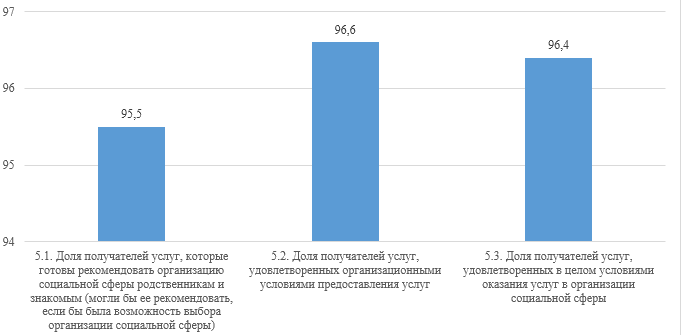 97
96
95
94
95,5
96,6
96,4
5.1. Доля получателей услуг, которые
готовы рекомендовать организацию
социальной сферы родственникам и
знакомым (могли бы ее рекомендовать,
если бы была возможность выбора
организации социальной сферы)
5.2. Доля получателей услуг,
удовлетворенных организационными
условиями предоставления услуг
5.3. Доля получателей услуг,
удовлетворенных в целом условиями
оказания услуг в организации
социальной сферы